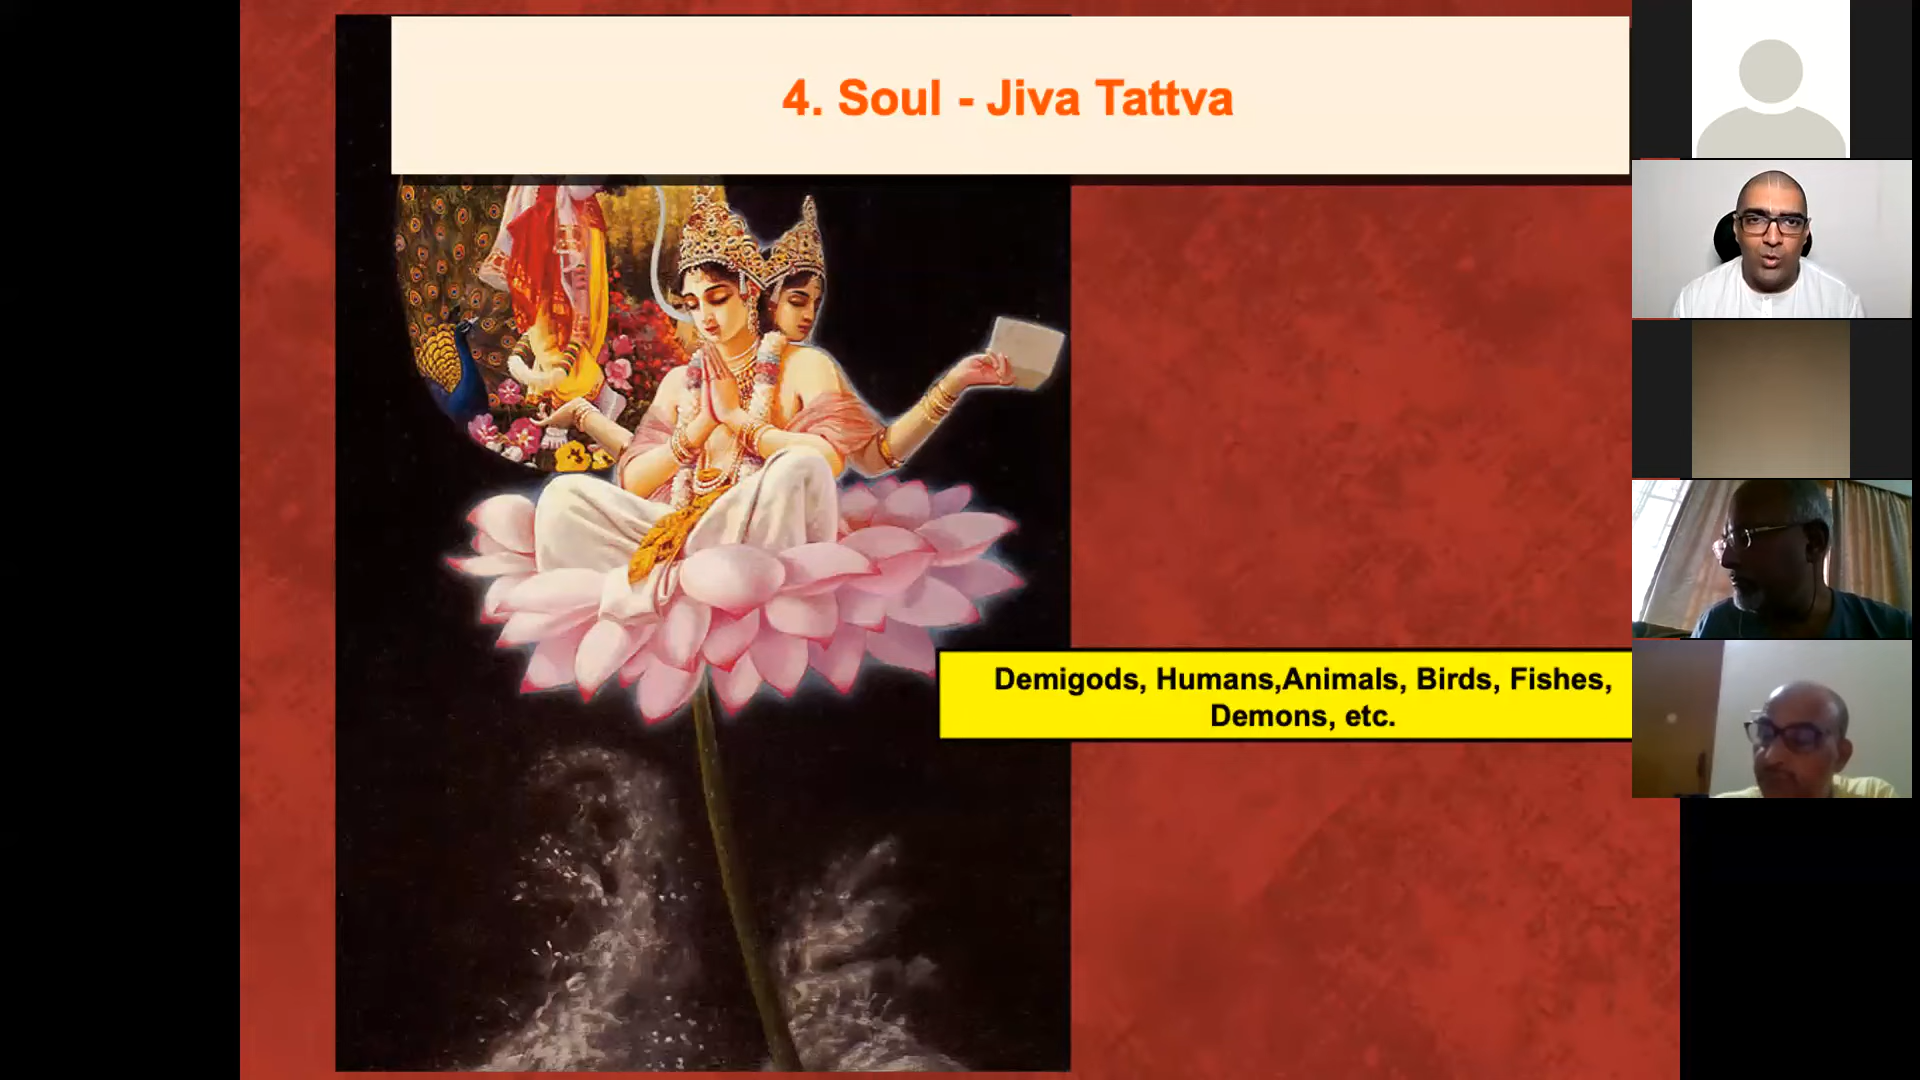 4. Soul - Jiva Tattva
Demigods, Humans,Animals, Birds, Fishes,
Demons, etc.